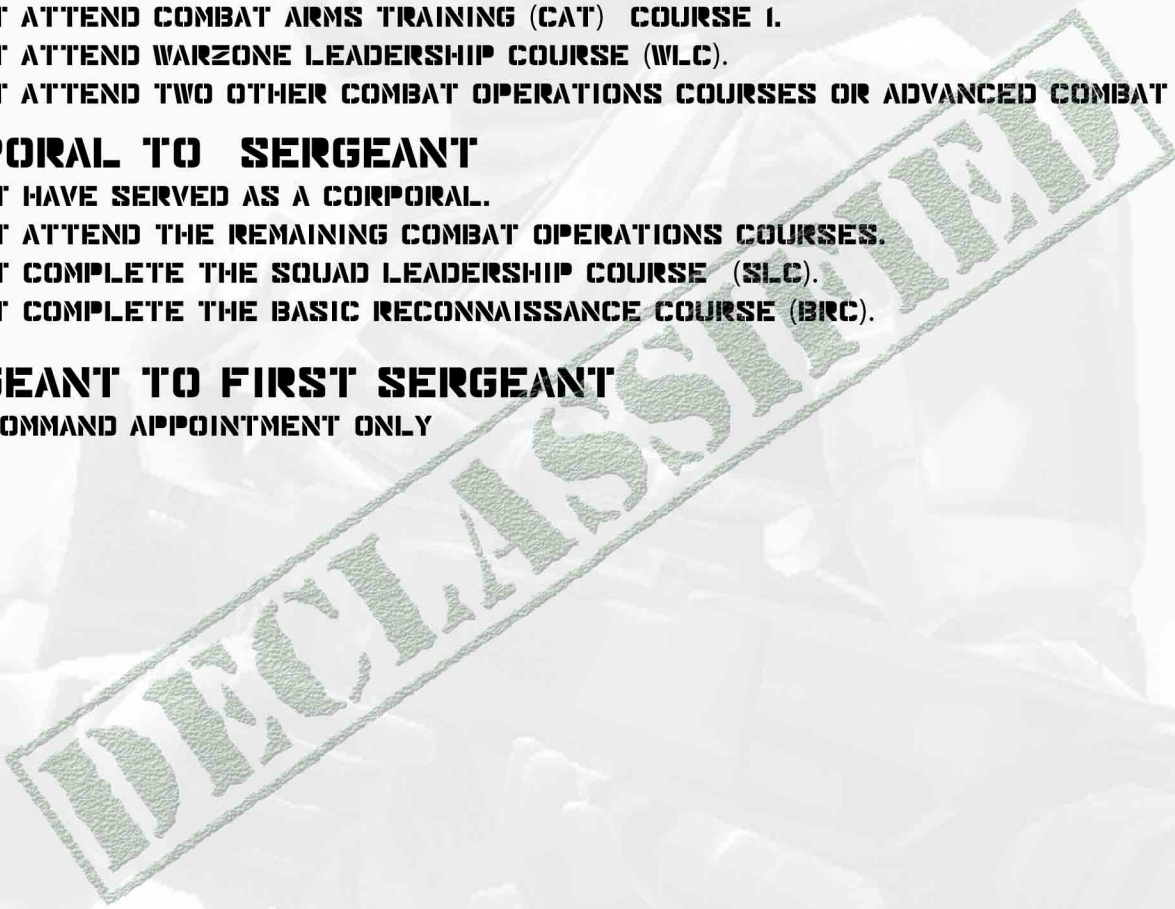 T ATTEND COMBAT ARMS TRAINING (CAT) COURSE 1.
T ATTEND WARZONE LEADERSHIP COURSE (WLC).
T ATTEND TWO OTHER COMBAT OPERATIONS COURSES OR ADVANCED COMBAT
PORAL TO SERGEANT
T HAVE SERVED AS A CORPORAL.
T ATTEND THE REMAINING COMBAT OPERATIONS COURSES.
T COMPLETE THE SQUAD LEADERSHIP COURSE (SLC).
T COMPLETE THE BASIC RECONNAISSANCE COURSE (BRC).
GEANT TO FIRST SERGEANT
OMMAND APPOINTMENT ONLY
DECLASSIFIED